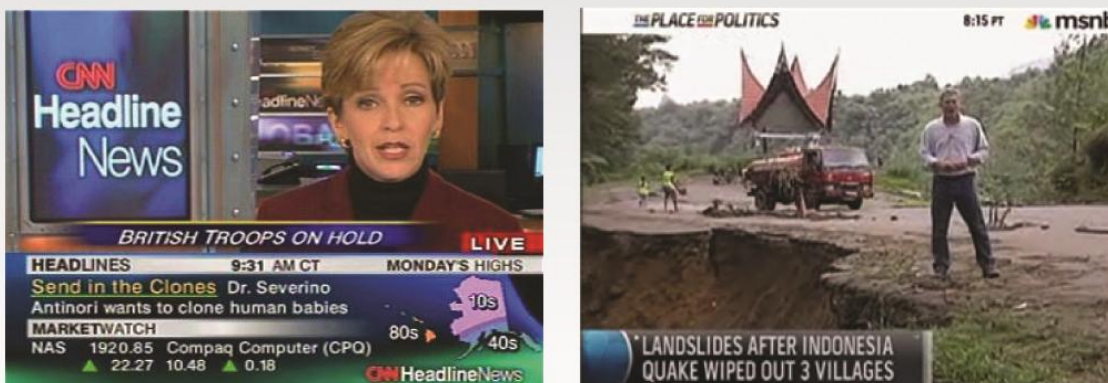 CNN
Headline
News
adlineNe
OBA
BRITISH TROOPS ON HOLD
LIVE
HEADLINES 9:31 AM CT MONDAY'S HIGHS
Send in the Clones Dr. Severino
Antinori wants to clone human babies
10s
80s
40s
MARKETWATCH
NAS 1920.85 Compaq Computer (CPQ)
22.27 10.48 0.18
CNN HeadlineNews
THE PLACE FOR POLITICS 8:15 PT msnb
LANDSLIDES AFTER INDONESIA
QUAKE WIPED OUT 3 VILLAGES